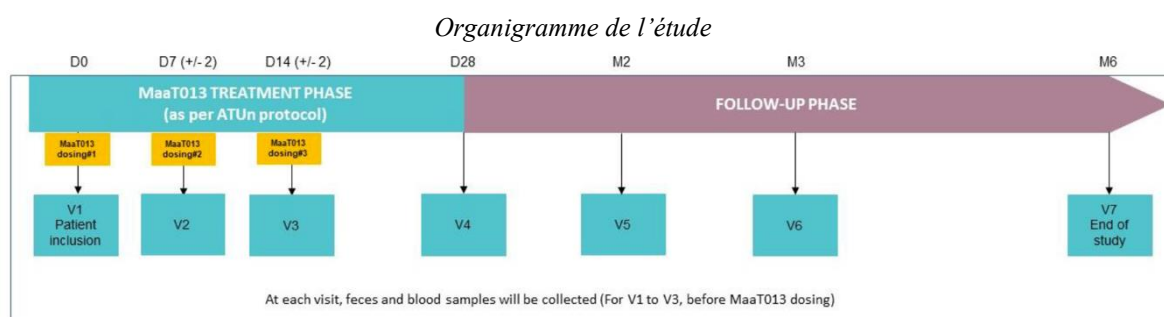 Organigramme de l’étude
D0 D7 (+/- 2) D14 (+/- 2) D28 M2 M3 M6
MaaT013 TREATMENT PHASE
(as per ATUn protocol)
FOLLOW-UP PHASE
MaaT013
dosing#1
MaaT013
dosing#2
MaaT013
dosing#3
V1
Patient
inclusion
V2
V3
V4
V5
V6
V7
End of
study
At each visit, feces and blood samples will be collected (For V1 to V3, before MaaT013 dosing)